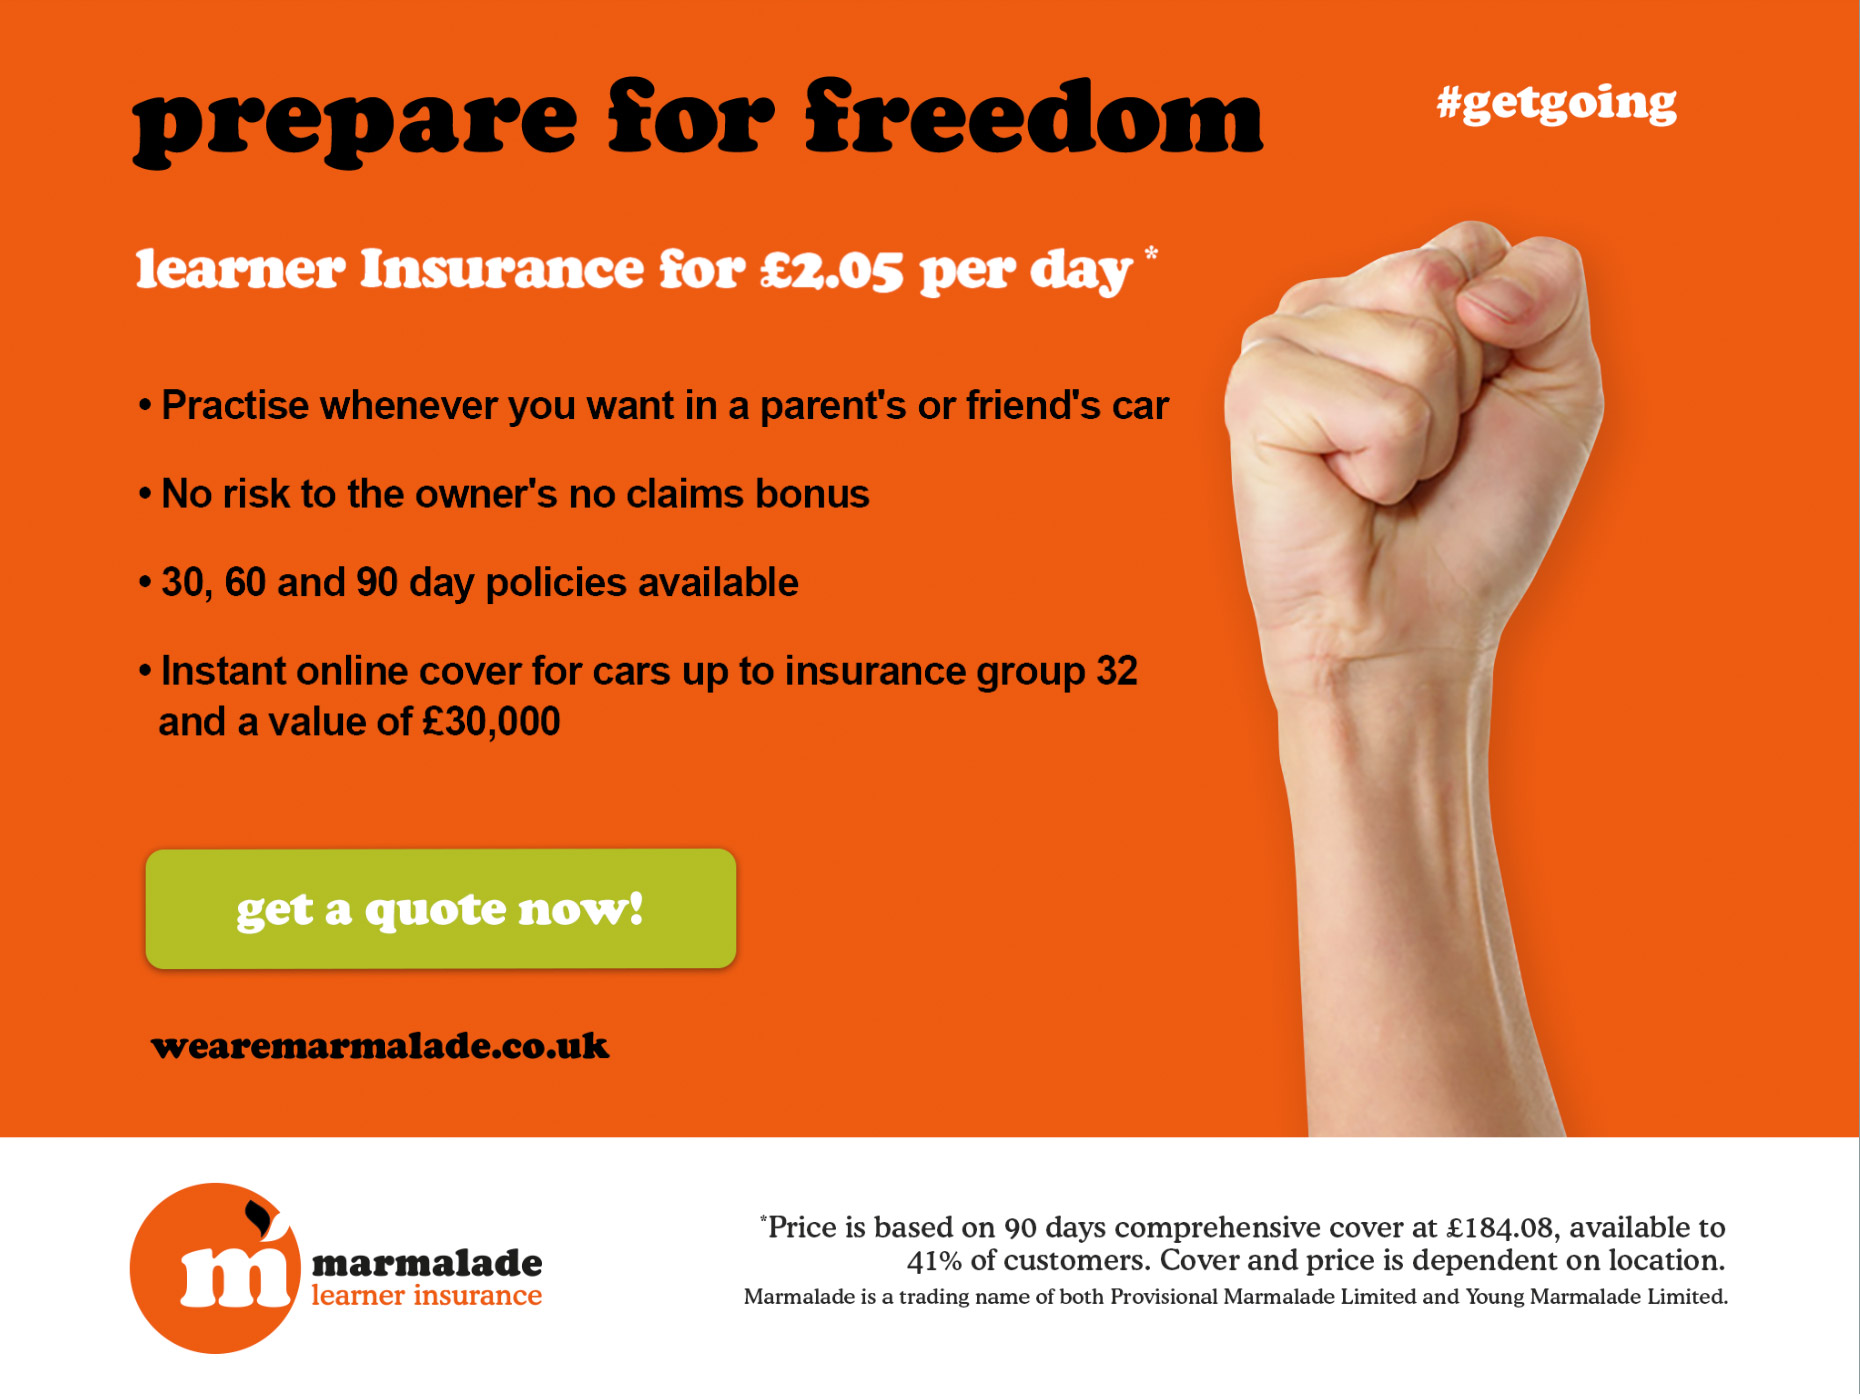 prepare for freedom
#getgoing
learner Insurance for £2.05 per day *
• Practise whenever you want in a parent's or friend's car
• No risk to the owner's no claims bonus
• 30, 60 and 90 day policies available
• Instant online cover for cars up to insurance group 32
and a value of £30,000
get a quote now!
wearemarmalade.co.uk
m
marmalade
learner insurance
*Price is based on 90 days comprehensive cover at £184.08, available to
41% of customers. Cover and price is dependent on location.
Marmalade is a trading name of both Provisional Marmalade Limited and Young Marmalade Limited.